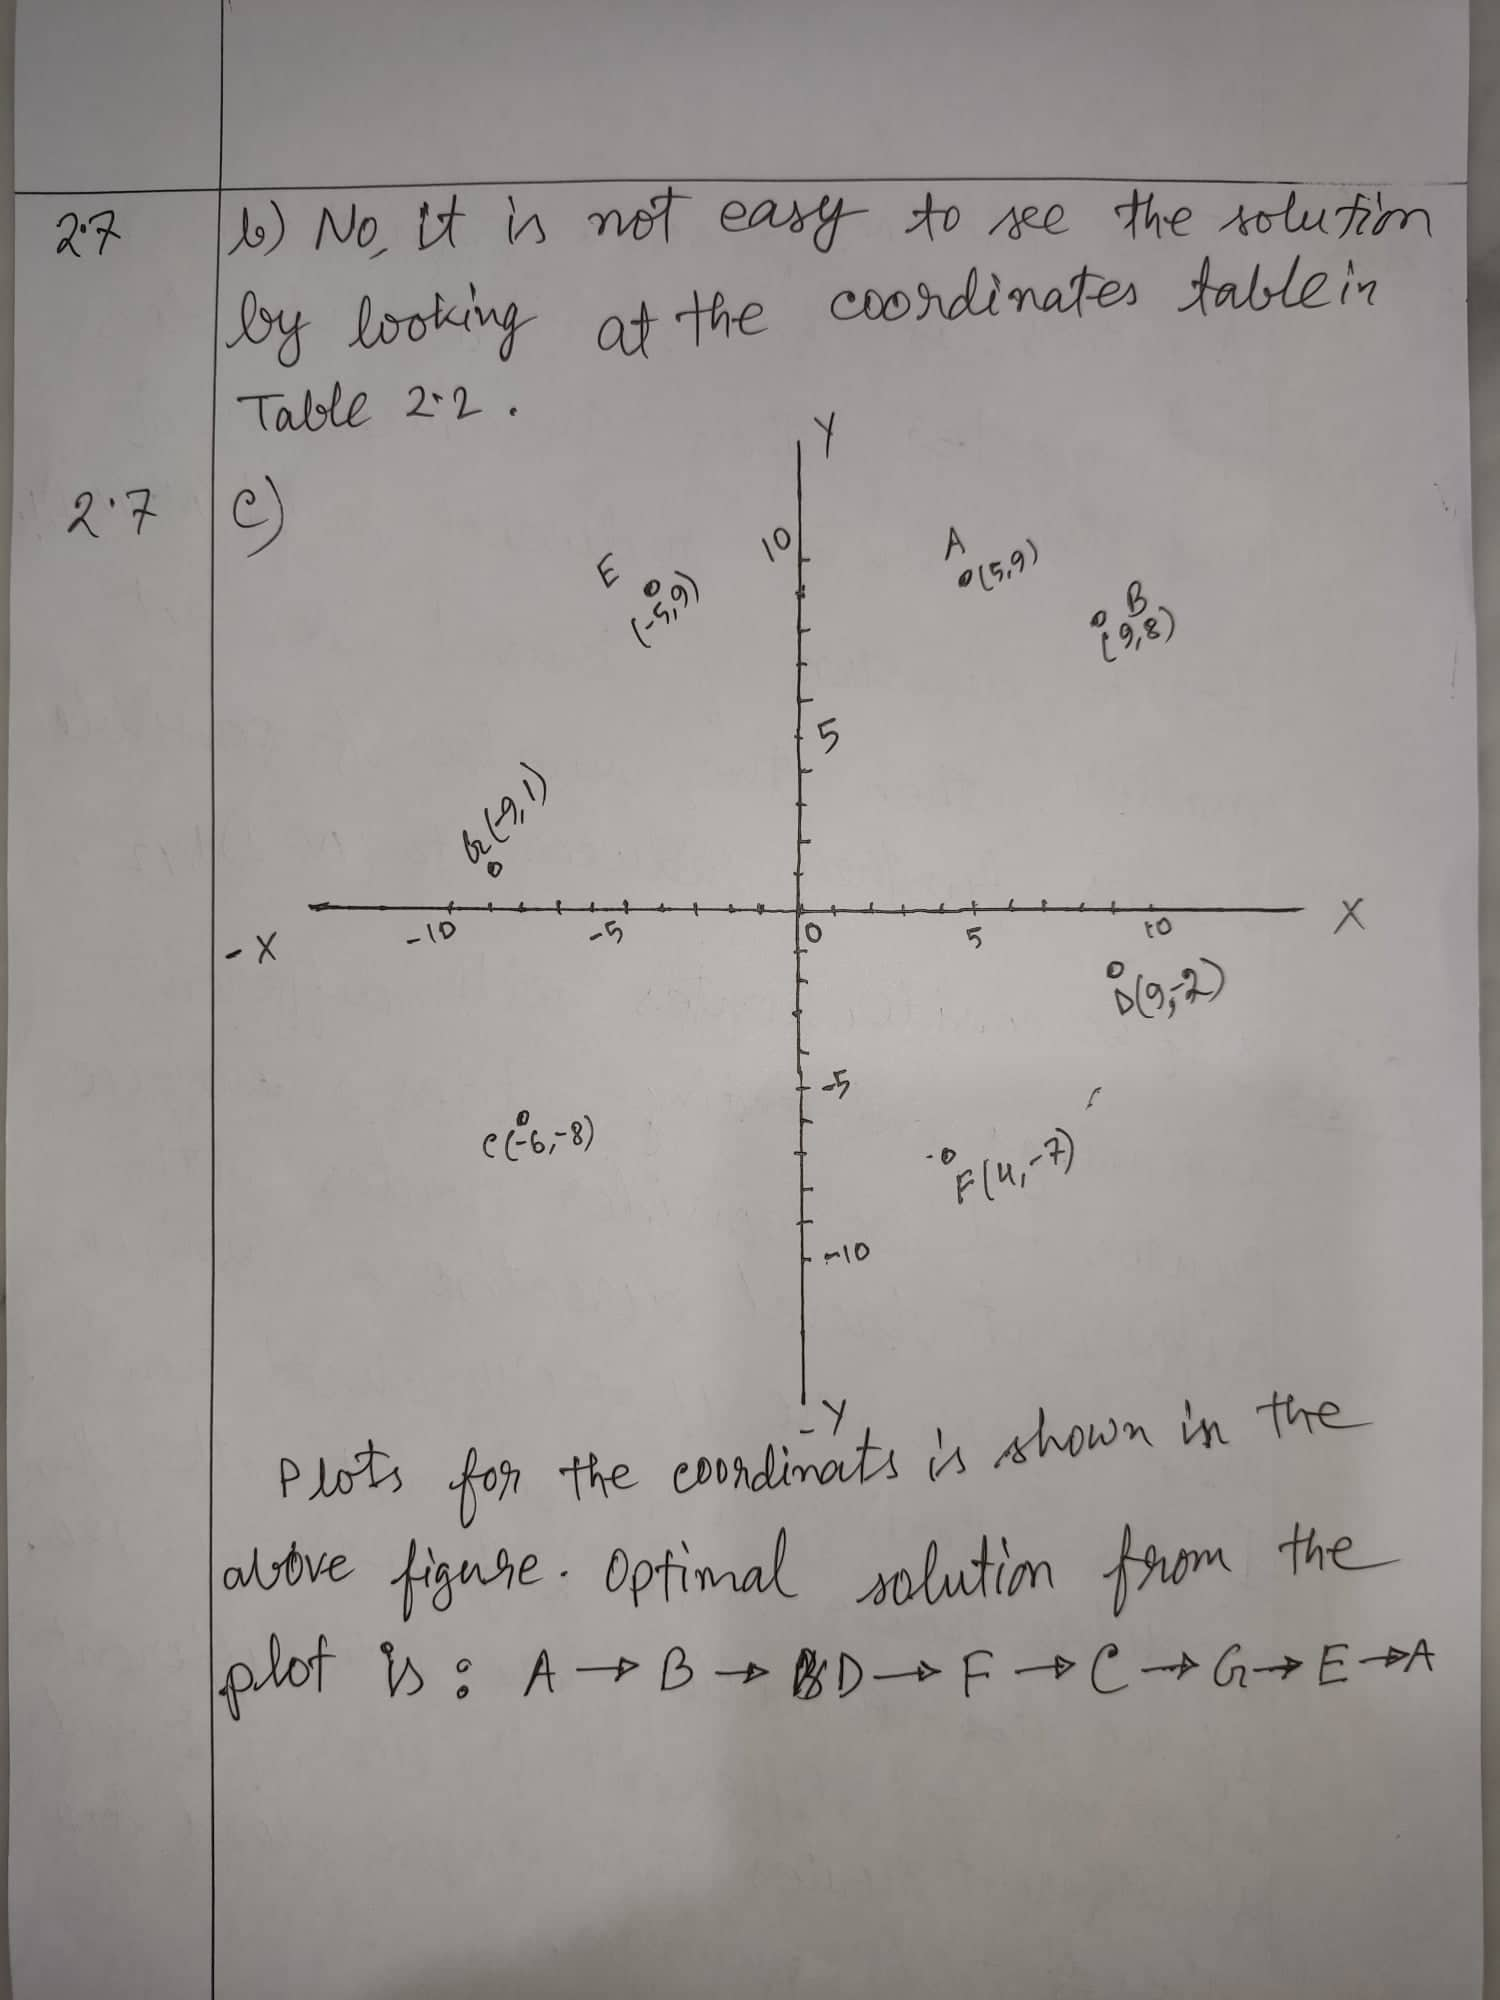 2.7 b) No, It is not easy to see the solution
by looking at the coordinates table in
Table 2.2.
2.7 c)
Y
10
E
(-5,9)
A
(5,9)
B
(9,8)
5
G(-9,1)
-X
-10
-5
0
5
10
X
D(9,-2)
-5
C(-6,-8)
F(4,-7)
-10
-Y
Plots for the coordinats is shown in the
above figure. Optimal solution from the
plot is: A → B → D → F → C → G → E → A